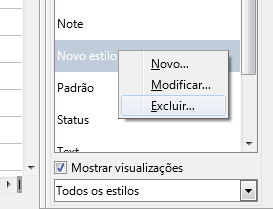 Note
Novo estilo
Novo...
Modificar...
Padrão
Excluir...
Status
Text
Mostrar visualizações
Todos os estilos